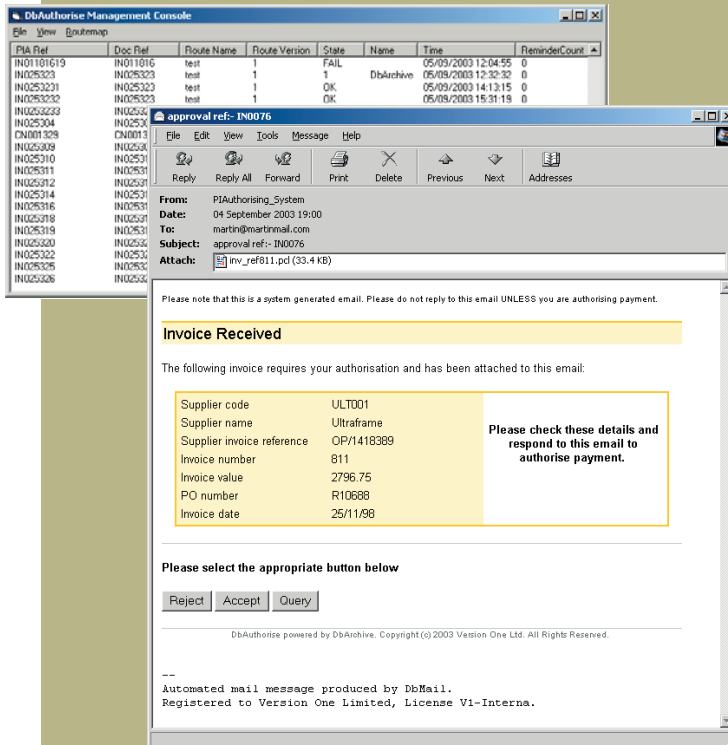 DbAuthorise Management Console
File View Routemap
PIA Ref Doc Ref Route Name Route Version State Name Time ReminderCount
IN01181619 IN011816 test 1 FAIL 05/09/2003 12:04:55 0
IN025323 IN025323 test 1 1 DbArchive 05/09/2003 12:32:32 0
IN0253231 IN025323 test 1 OK 05/09/2003 14:13:15 0
IN0253232 IN025323 test 1 OK 05/09/2003 15:31:19 0
IN0253233
IN025304
CN001329
IN025309
IN025310
IN025311
IN025312
IN025314
IN025316
IN025318
IN025319
IN025320
IN025322
IN025325
IN025326
approval ref:- IN0076
File Edit View Tools Message Help
Reply Reply All Forward Print Delete Previous Next Addresses
From: PIAuthorising_System
Date: 04 September 2003 19:00
To: martin@martinmail.com
Subject: approval ref:- IN0076
Attach: inv_ref811.pcl (33.4 KB)
Please note that this is a system generated email. Please do not reply to this email UNLESS you are authorising payment.
Invoice Received
The following invoice requires your authorisation and has been attached to this email:
Supplier code ULT001
Supplier name Ultraframe
Supplier invoice reference OP/1418389
Invoice number 811
Invoice value 2796.75
PO number R10688
Invoice date 25/11/98
Please check these details and
respond to this email to
authorise payment.
Please select the appropriate button below
Reject Accept Query
DbAuthorise powered by DbArchive. Copyright (c) 2003 Version One Ltd. All Rights Reserved.
--
Automated mail message produced by DbMail.
Registered to Version One Limited, License V1-Interna.